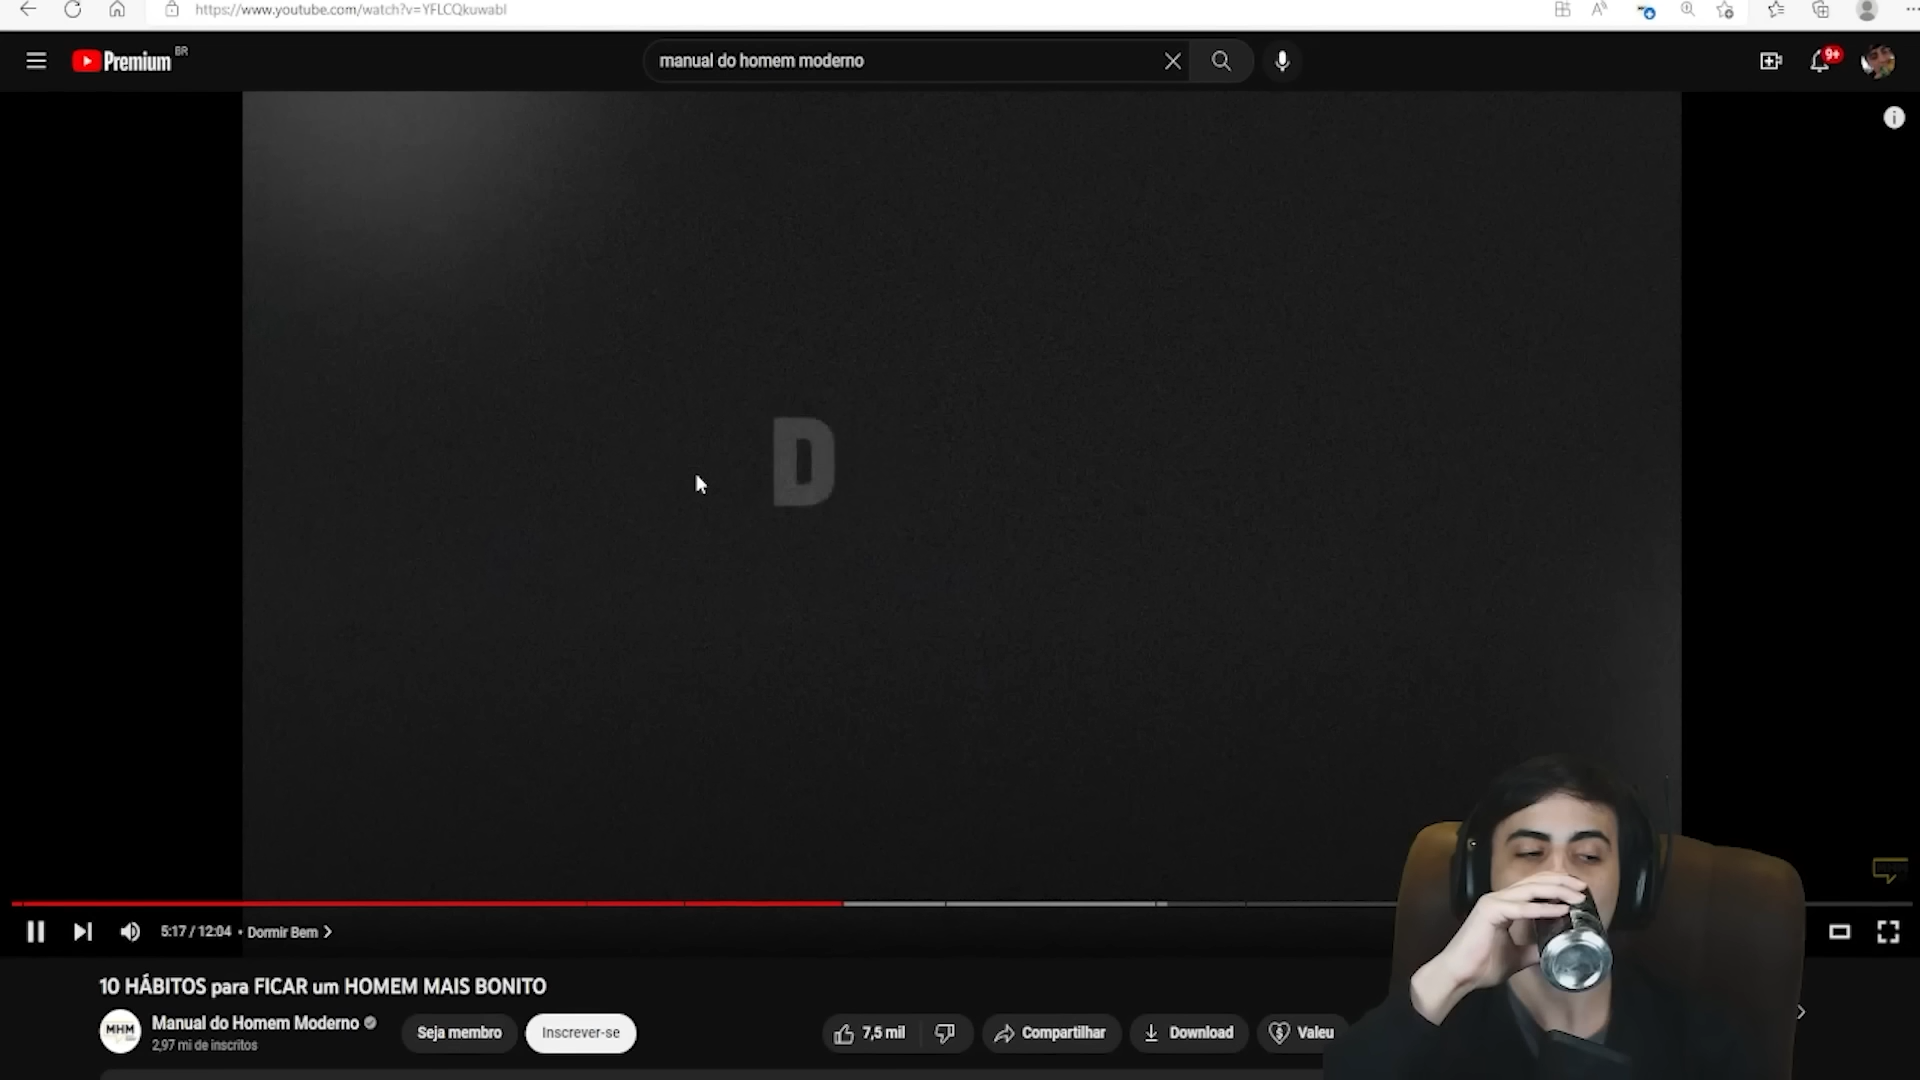 https://www.youtube.com/watch?v=YFLCQkuwabI
Premium BR
manual do homem moderno
9+
D
5:17 / 12:04 • Dormir Bem
10 HÁBITOS para FICAR um HOMEM MAIS BONITO
MHM
Manual do Homem Moderno
2,97 mi de inscritos
Seja membro
Inscrever-se
7,5 mil
Compartilhar
Download
Valeu